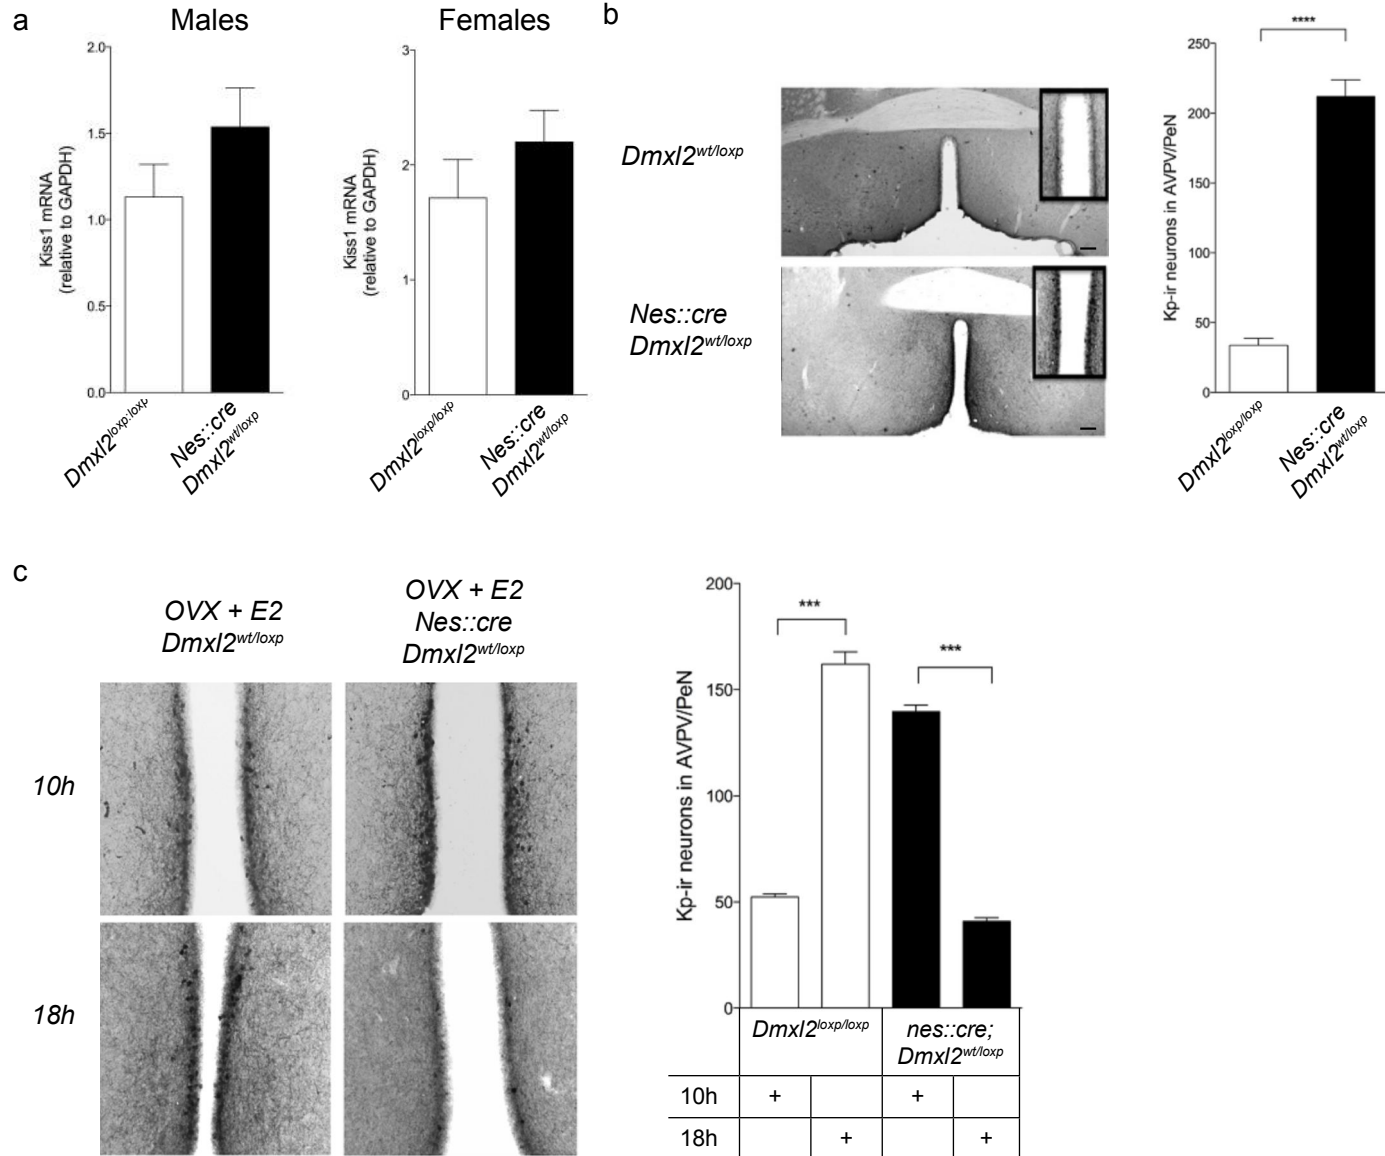 a
Males
Females
2.0
1.5
1.0
0.5
0.0
Kiss1 mRNA
(relative to GAPDH)
Dmxl2loxp:loxp
Nes::cre
Dmxl2wt/loxp
3
2
1
0
Kiss1 mRNA
(relative to GAPDH)
Dmxl2loxp/loxp
Nes::cre
Dmxl2wt/loxp
b
Dmxl2wt/loxp
Nes::cre
Dmxl2wt/loxp
****
250
200
150
100
50
0
Kp-ir neurons in AVPV/PeN
Dmxl2loxp/loxp
Nes::cre
Dmxl2wt/loxp
c
OVX + E2
Dmxl2wt/loxp
OVX + E2
Nes::cre
Dmxl2wt/loxp
10h
18h
200
150
100
50
0
Kp-ir neurons in AVPV/PeN
***
***
Dmxl2loxp/loxp
nes::cre;
Dmxl2wt/loxp
10h + +
18h + +